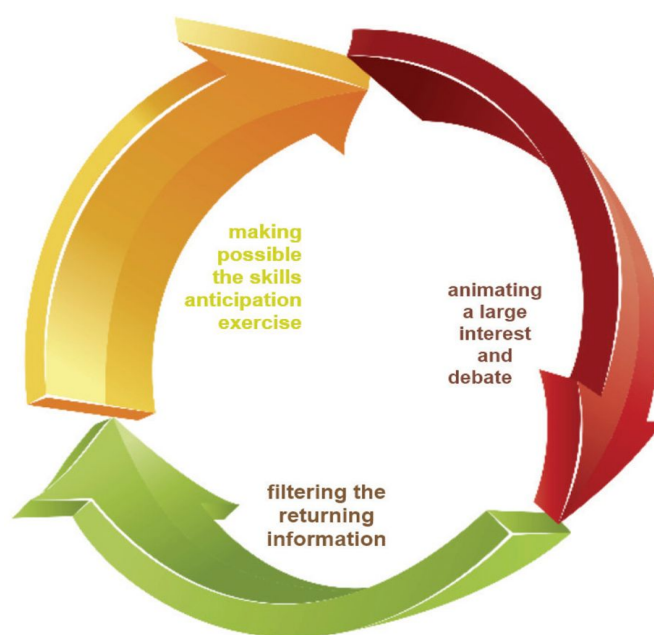 making
possible
the skills
anticipation
exercise
animating
a large
interest
and
debate
filtering the
returning
information